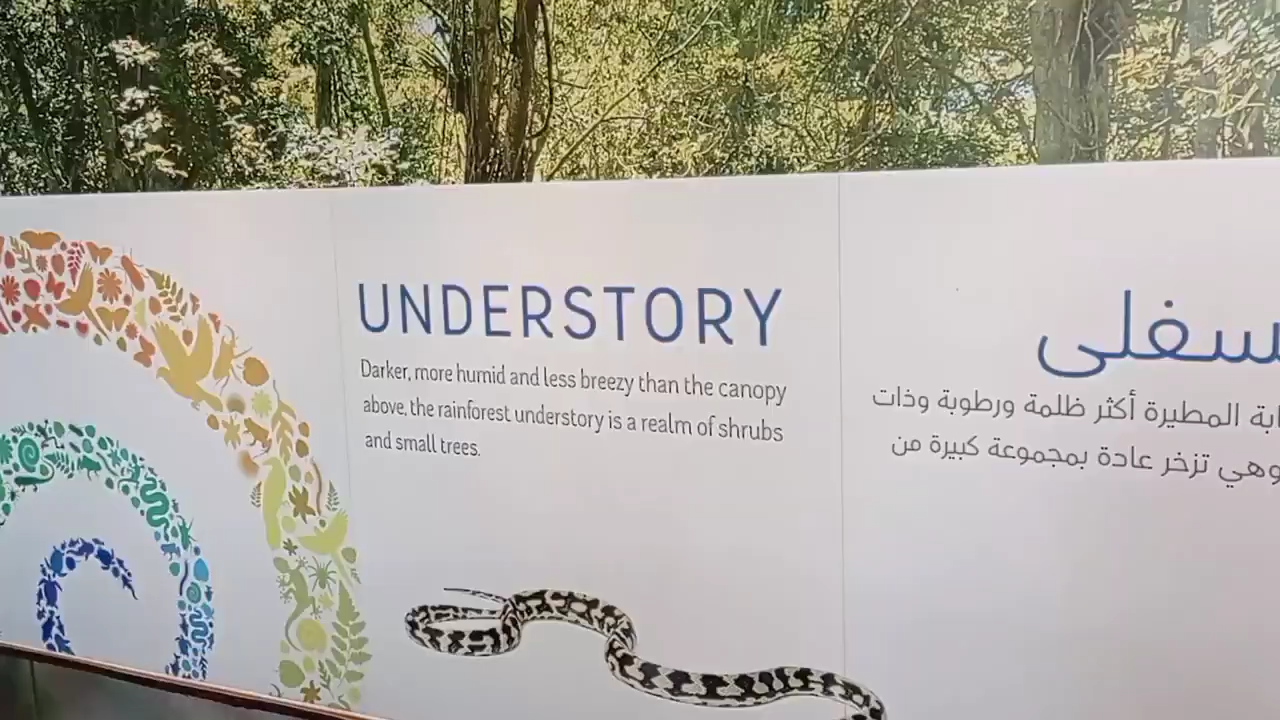 UNDERSTORY
Darker, more humid and less breezy than the canopy
above, the rainforest understory is a realm of shrubs
and small trees.
سفلى
المطيرة أكثر ظلمة ورطوبة وذات
وهي تزخر عادة بمجموعة كبيرة من